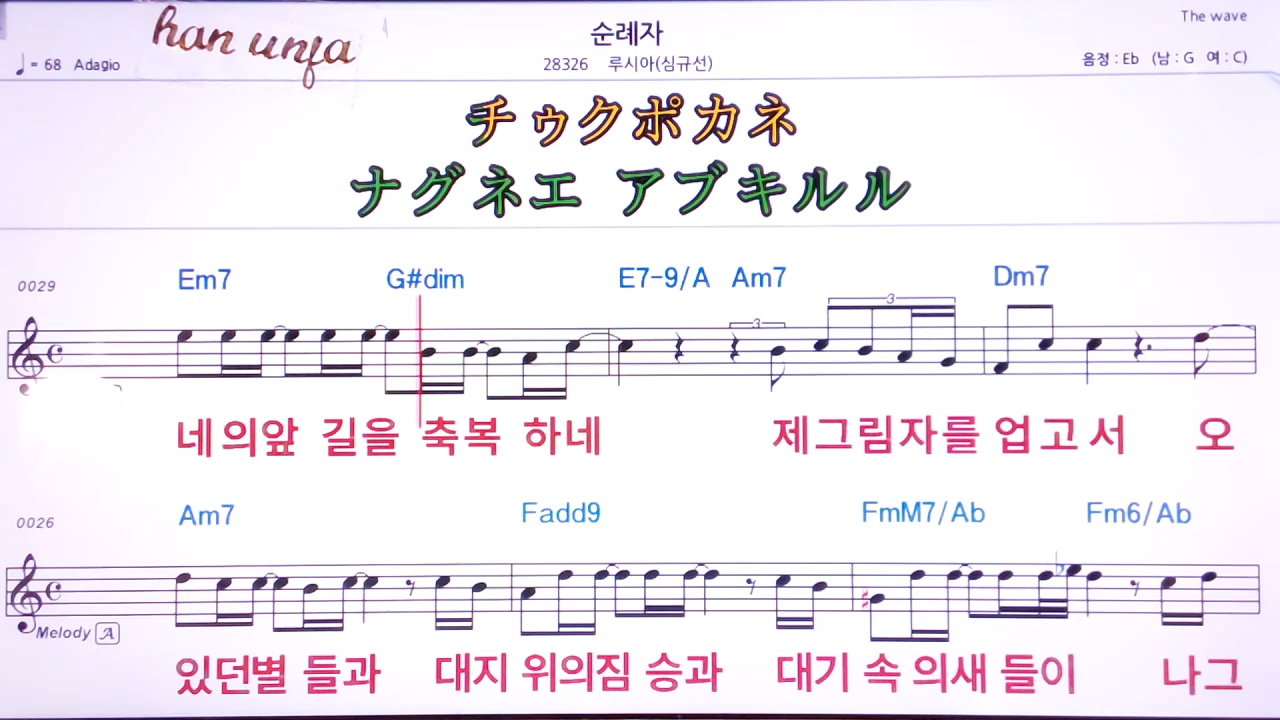 The wave
han unfa
순례자
♩= 68 Adagio
28326 루시아(심규선)
음정 : Eb (남 : G 여 : C)
チゥクポカネ
ナグネエ アプキルル
0029
Em7 G#dim E7-9/A Am7 Dm7
3 3
네의앞 길을 축복 하네 제그림자를 업고서 오
0026
Am7 Fadd9 FmM7/Ab Fm6/Ab
Melody A
있던별 들과 대지 위의짐 승과 대기 속 의새 들이 나그